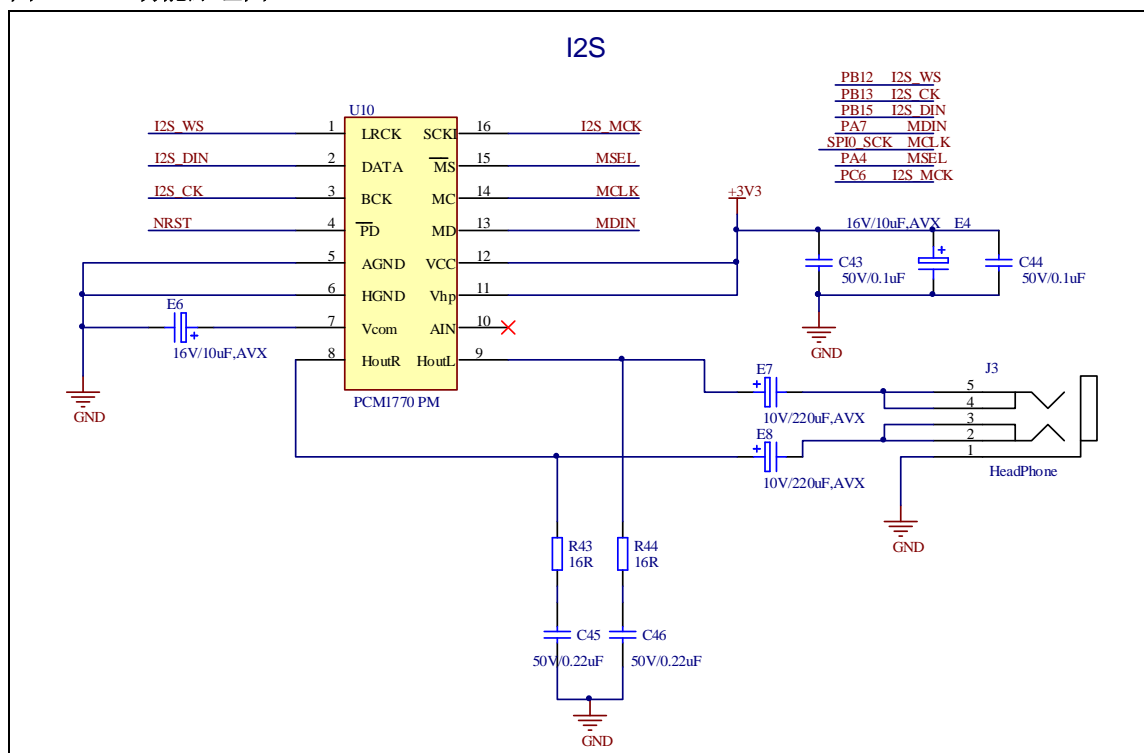 I2S
PB12 I2S_WS
PB13 I2S_CK
PB15 I2S_DIN
PA7 MDIN
SPI0_SCK MCLK
PA4 MSEL
PC6 I2S_MCK
U10
I2S_WS 1 LRCK SCKI 16 I2S_MCK
I2S_DIN 2 DATA MS 15 MSEL
I2S_CK 3 BCK MC 14 MCLK
NRST 4 PD MD 13 MDIN
5 AGND VCC 12
6 HGND Vhp 11
7 Vcom AIN 10
8 HoutR HoutL 9
PCM1770 PM
E6
16V/10uF,AVX
GND
+3V3
16V/10uF,AVX E4
C43
50V/0.1uF
C44
50V/0.1uF
GND
E7
10V/220uF,AVX
E8
10V/220uF,AVX
J3
5
4
3
2
1
HeadPhone
GND
R43
16R
R44
16R
C45
50V/0.22uF
C46
50V/0.22uF
GND